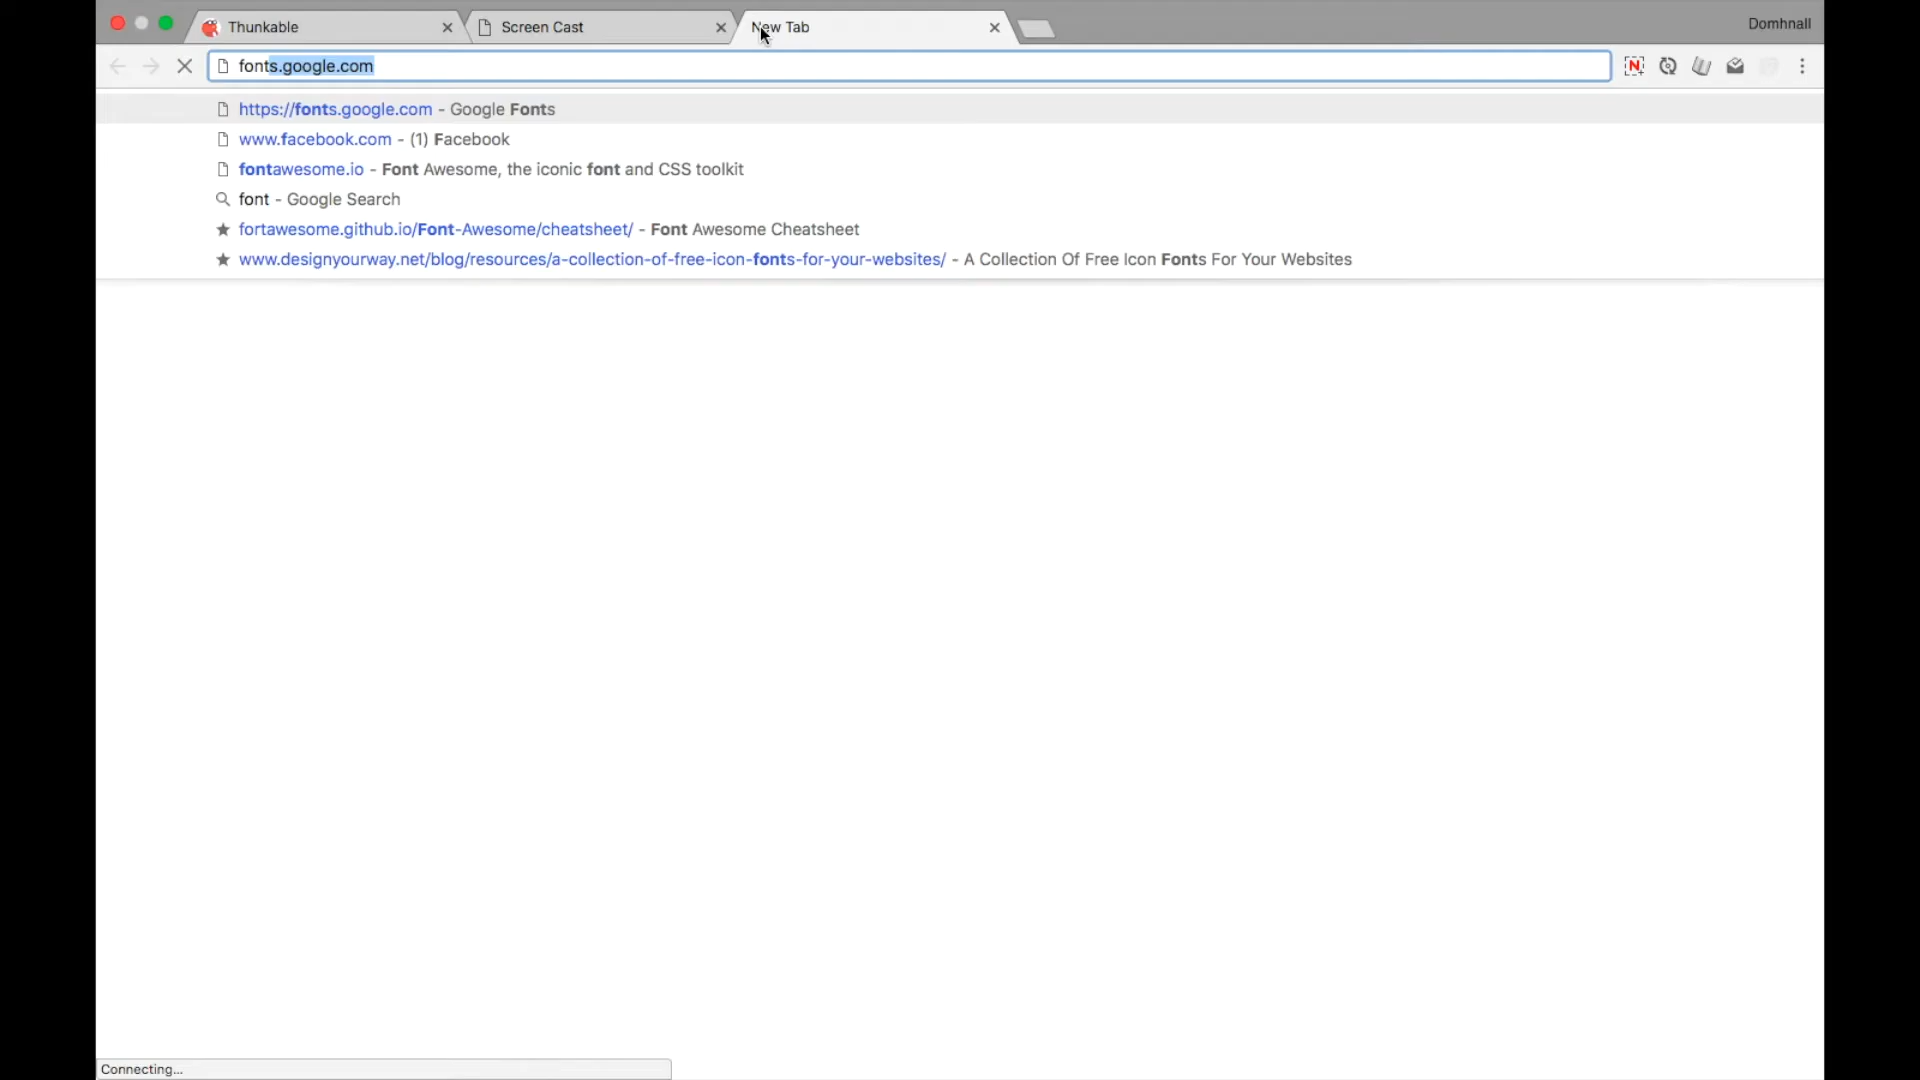 Thunkable
Screen Cast
New Tab
Domhnall
fonts.google.com
https://fonts.google.com - Google Fonts
www.facebook.com - (1) Facebook
fontawesome.io - Font Awesome, the iconic font and CSS toolkit
font - Google Search
fortawesome.github.io/Font-Awesome/cheatsheet/ - Font Awesome Cheatsheet
www.designyourway.net/blog/resources/a-collection-of-free-icon-fonts-for-your-websites/ - A Collection Of Free Icon Fonts For Your Websites
Connecting...